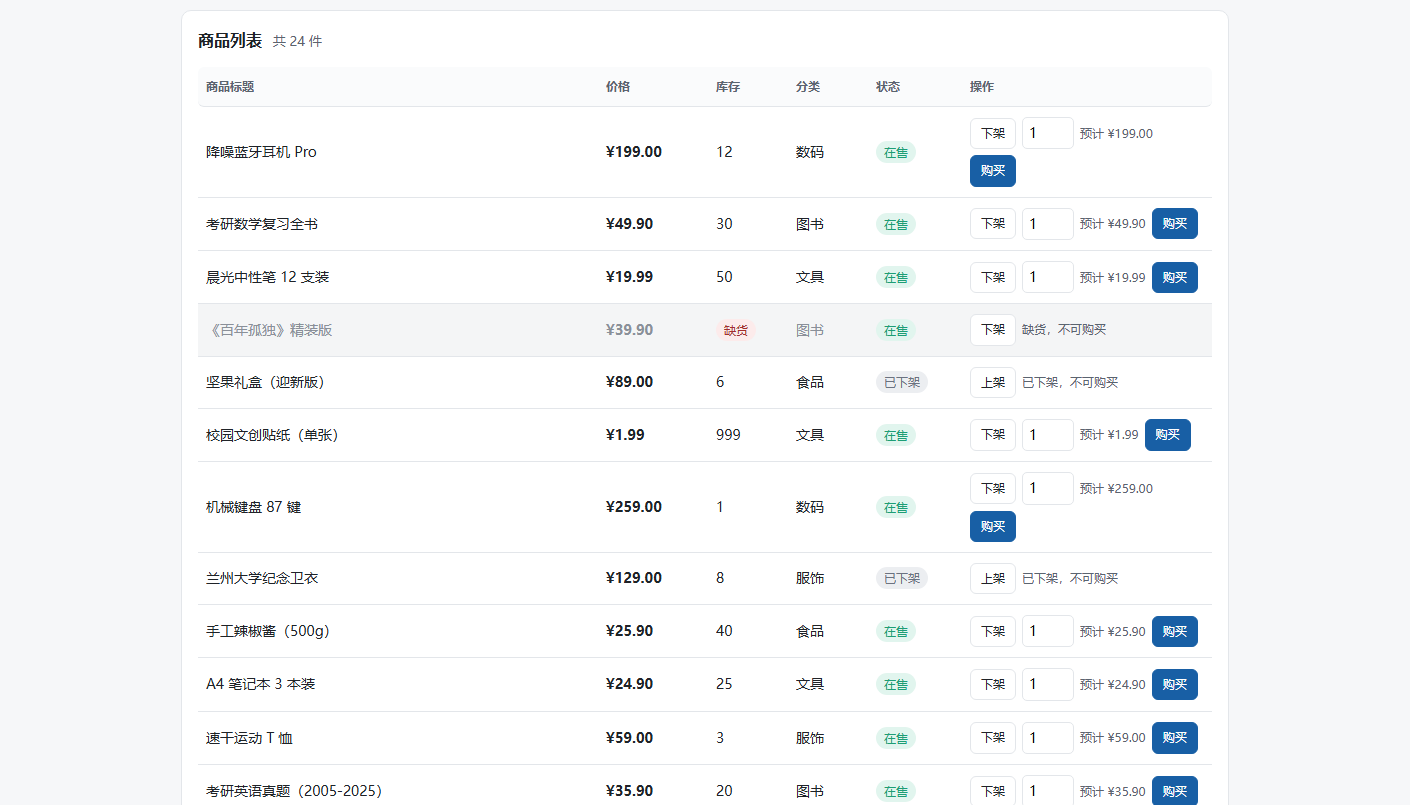 商品列表 共 24 件
商品标题 价格 库存 分类 状态 操作
降噪蓝牙耳机 Pro ¥199.00 12 数码 在售 下架 1 预计 ¥199.00
购买
考研数学复习全书 ¥49.90 30 图书 在售 下架 1 预计 ¥49.90 购买
晨光中性笔 12 支装 ¥19.99 50 文具 在售 下架 1 预计 ¥19.99 购买
《百年孤独》精装版 ¥39.90 缺货 图书 在售 下架 缺货，不可购买
坚果礼盒（迎新版） ¥89.00 6 食品 已下架 上架 已下架，不可购买
校园文创贴纸（单张） ¥1.99 999 文具 在售 下架 1 预计 ¥1.99 购买
机械键盘 87 键 ¥259.00 1 数码 在售 下架 1 预计 ¥259.00
购买
兰州大学纪念卫衣 ¥129.00 8 服饰 已下架 上架 已下架，不可购买
手工辣椒酱（500g） ¥25.90 40 食品 在售 下架 1 预计 ¥25.90 购买
A4 笔记本 3 本装 ¥24.90 25 文具 在售 下架 1 预计 ¥24.90 购买
速干运动 T 恤 ¥59.00 3 服饰 在售 下架 1 预计 ¥59.00 购买
考研英语真题（2005-2025） ¥35.90 20 图书 在售 下架 1 预计 ¥35.90 购买